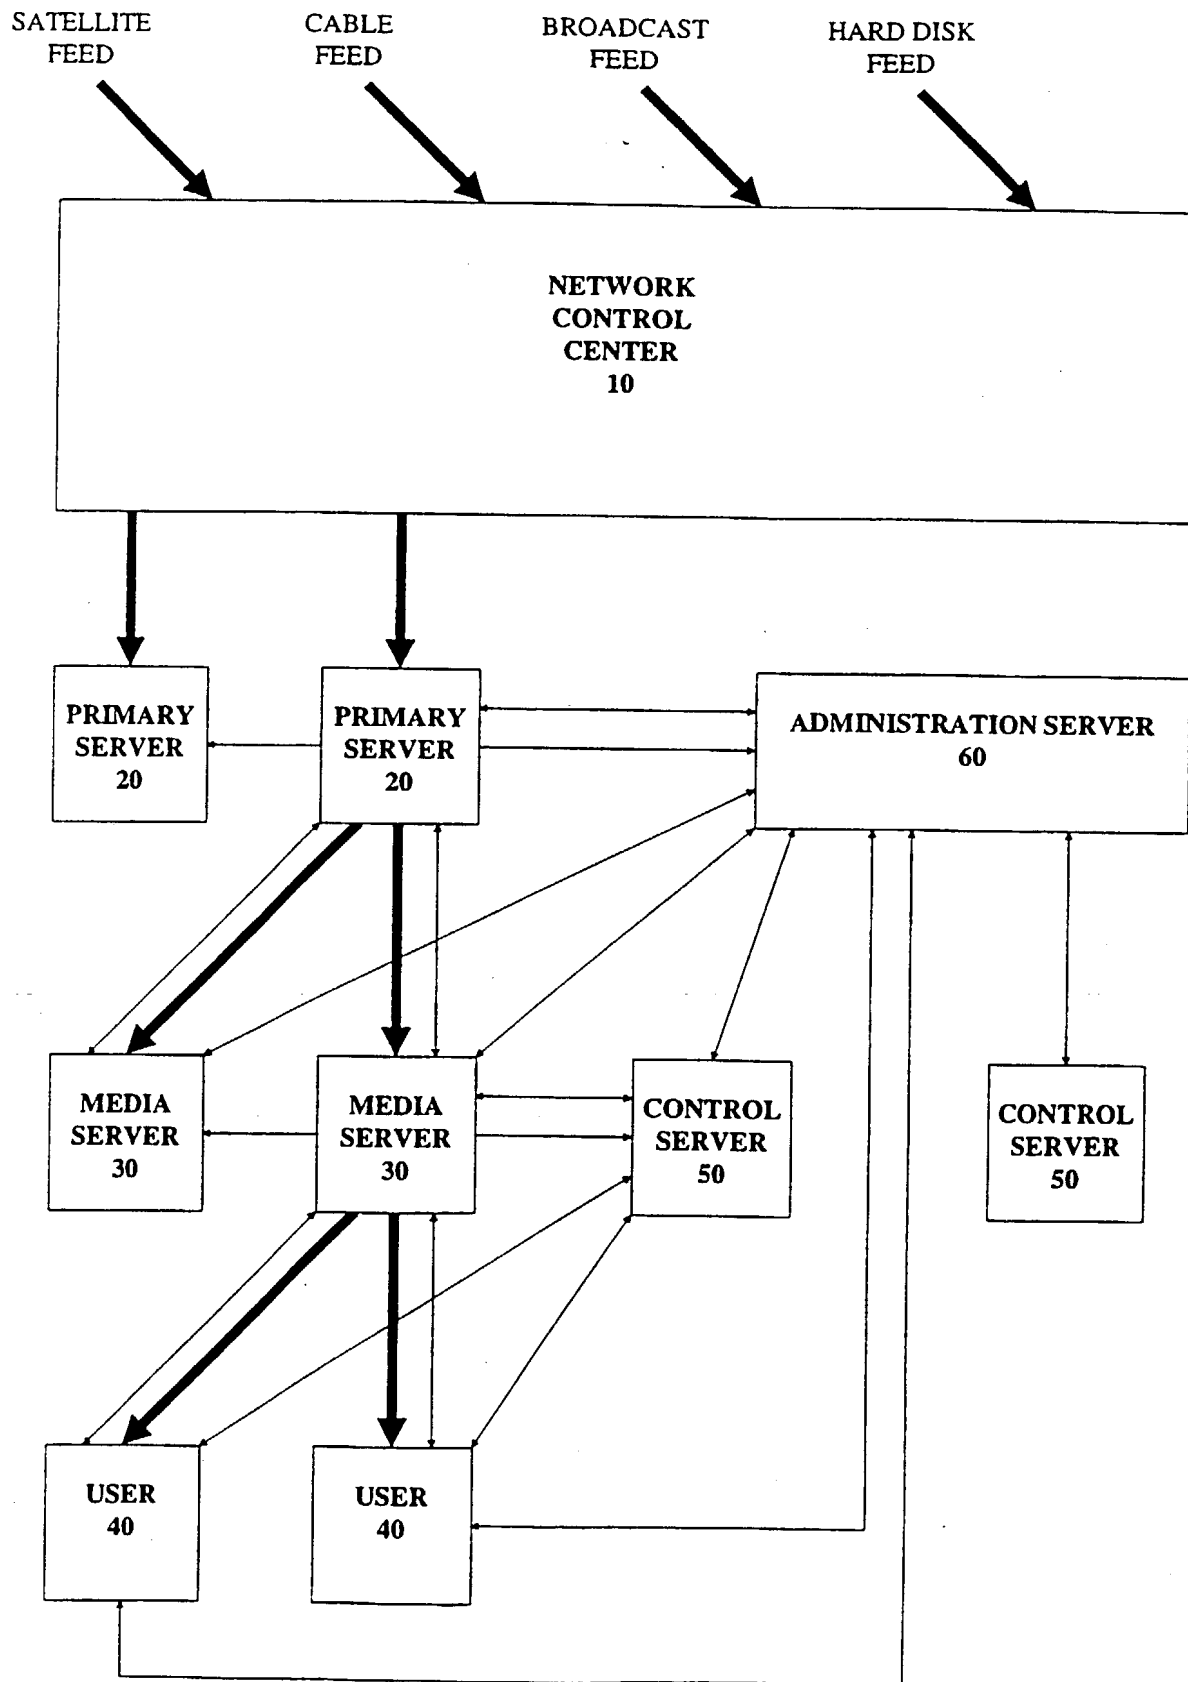 SATELLITE
FEED
CABLE
FEED
BROADCAST
FEED
HARD DISK
FEED
NETWORK
CONTROL
CENTER
10
PRIMARY
SERVER
20
PRIMARY
SERVER
20
ADMINISTRATION SERVER
60
MEDIA
SERVER
30
MEDIA
SERVER
30
CONTROL
SERVER
50
CONTROL
SERVER
50
USER
40
USER
40